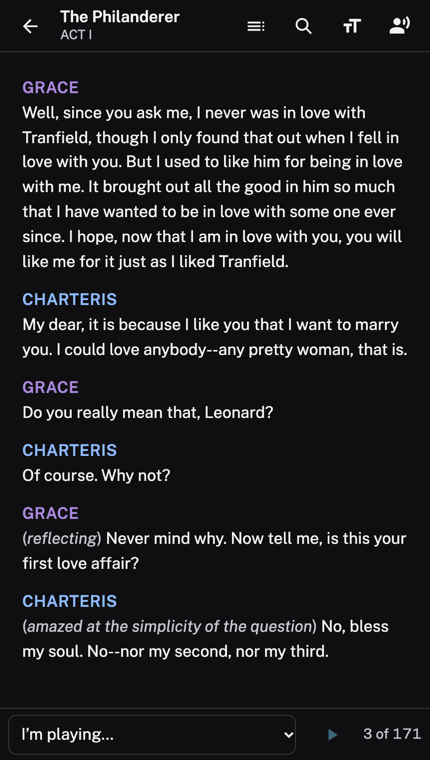 The Philanderer
ACT I
GRACE
Well, since you ask me, I never was in love with
Tranfield, though I only found that out when I fell in
love with you. But I used to like him for being in love
with me. It brought out all the good in him so much
that I have wanted to be in love with some one ever
since. I hope, now that I am in love with you, you will
like me for it just as I liked Tranfield.
CHARTERIS
My dear, it is because I like you that I want to marry
you. I could love anybody--any pretty woman, that is.
GRACE
Do you really mean that, Leonard?
CHARTERIS
Of course. Why not?
GRACE
(reflecting) Never mind why. Now tell me, is this your
first love affair?
CHARTERIS
(amazed at the simplicity of the question) No, bless
my soul. No--nor my second, nor my third.
I'm playing... 3 of 171